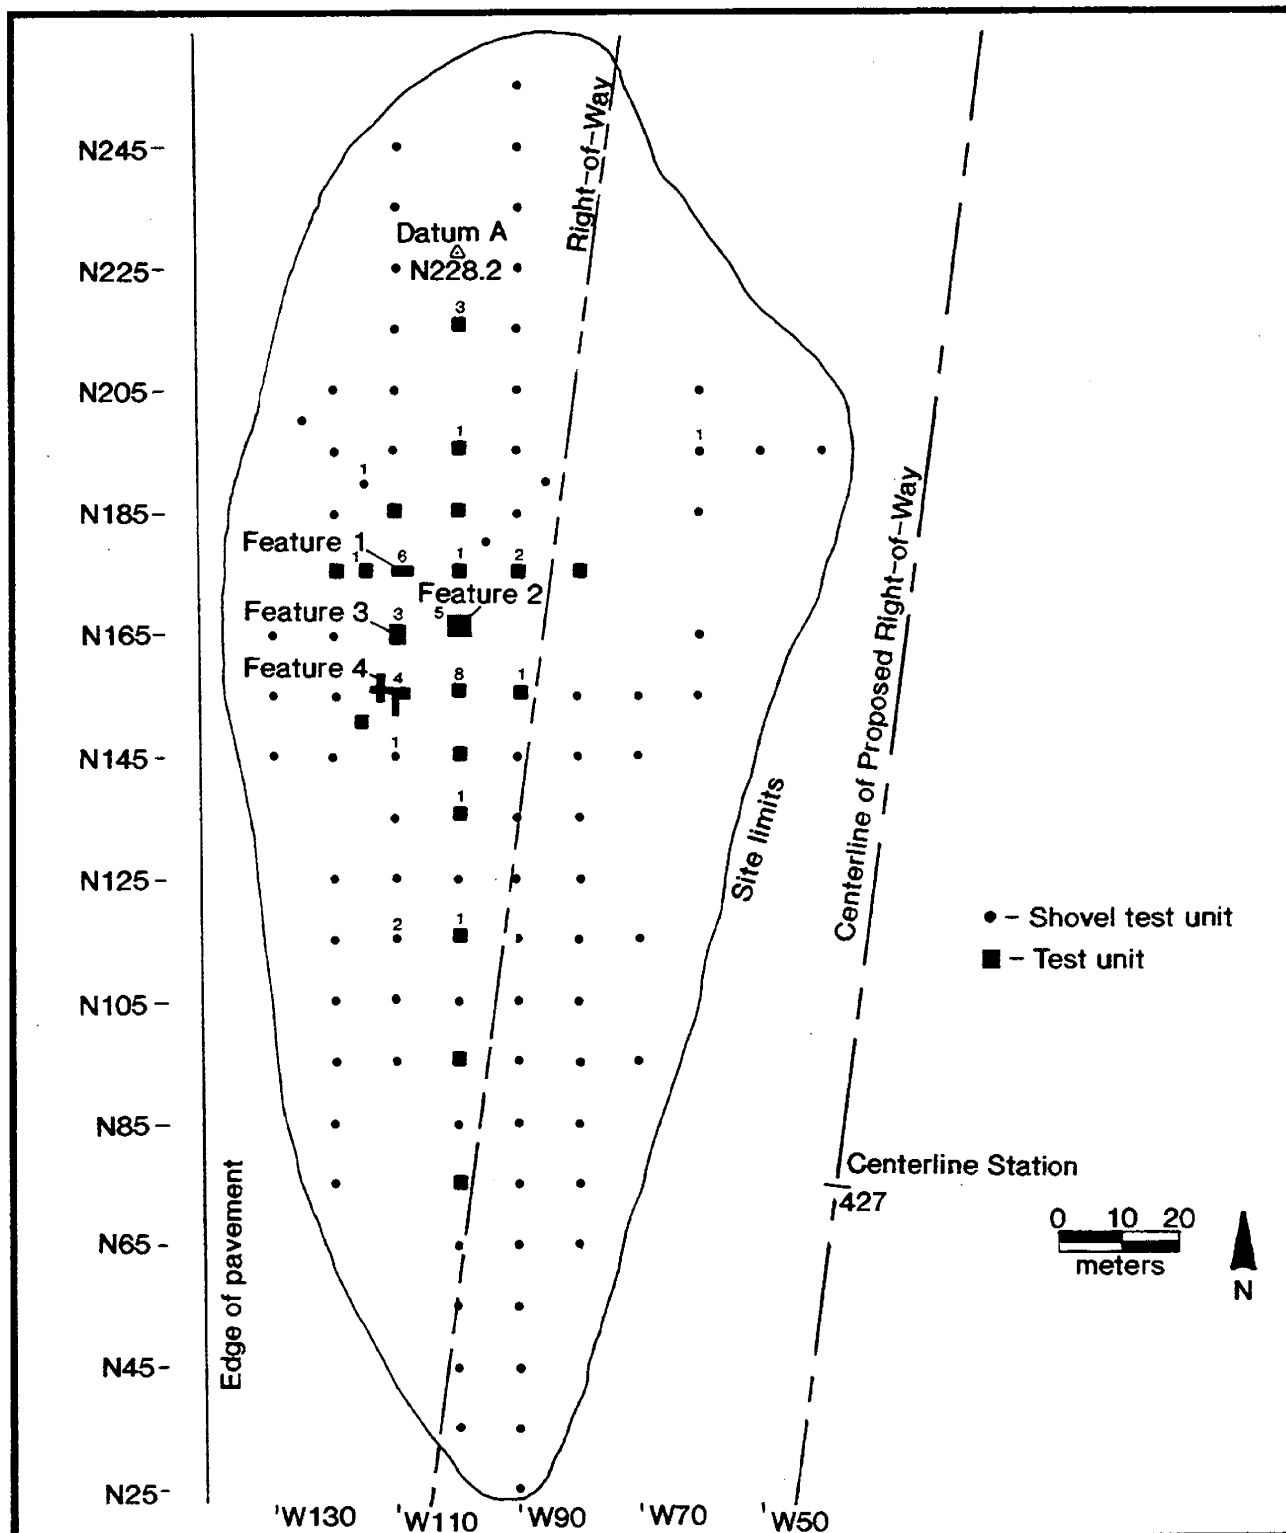 Right-of-Way
N245-
Datum A
N225-
N228.2
3
N205-
1
1
1
N185-
Feature 1
1
6
1
2
Feature 2
5
Feature 3
3
N165-
Feature 4
4
8
1
N145-
1
1
Site limits
Centerline of Proposed Right-of-Way
N125-
2
1
● - Shovel test unit
■ - Test unit
N105-
N85-
Centerline Station
427
Edge of pavement
N65-
0 10 20
meters
N
N45-
N25-
'W130 'W110 'W90 'W70 'W50